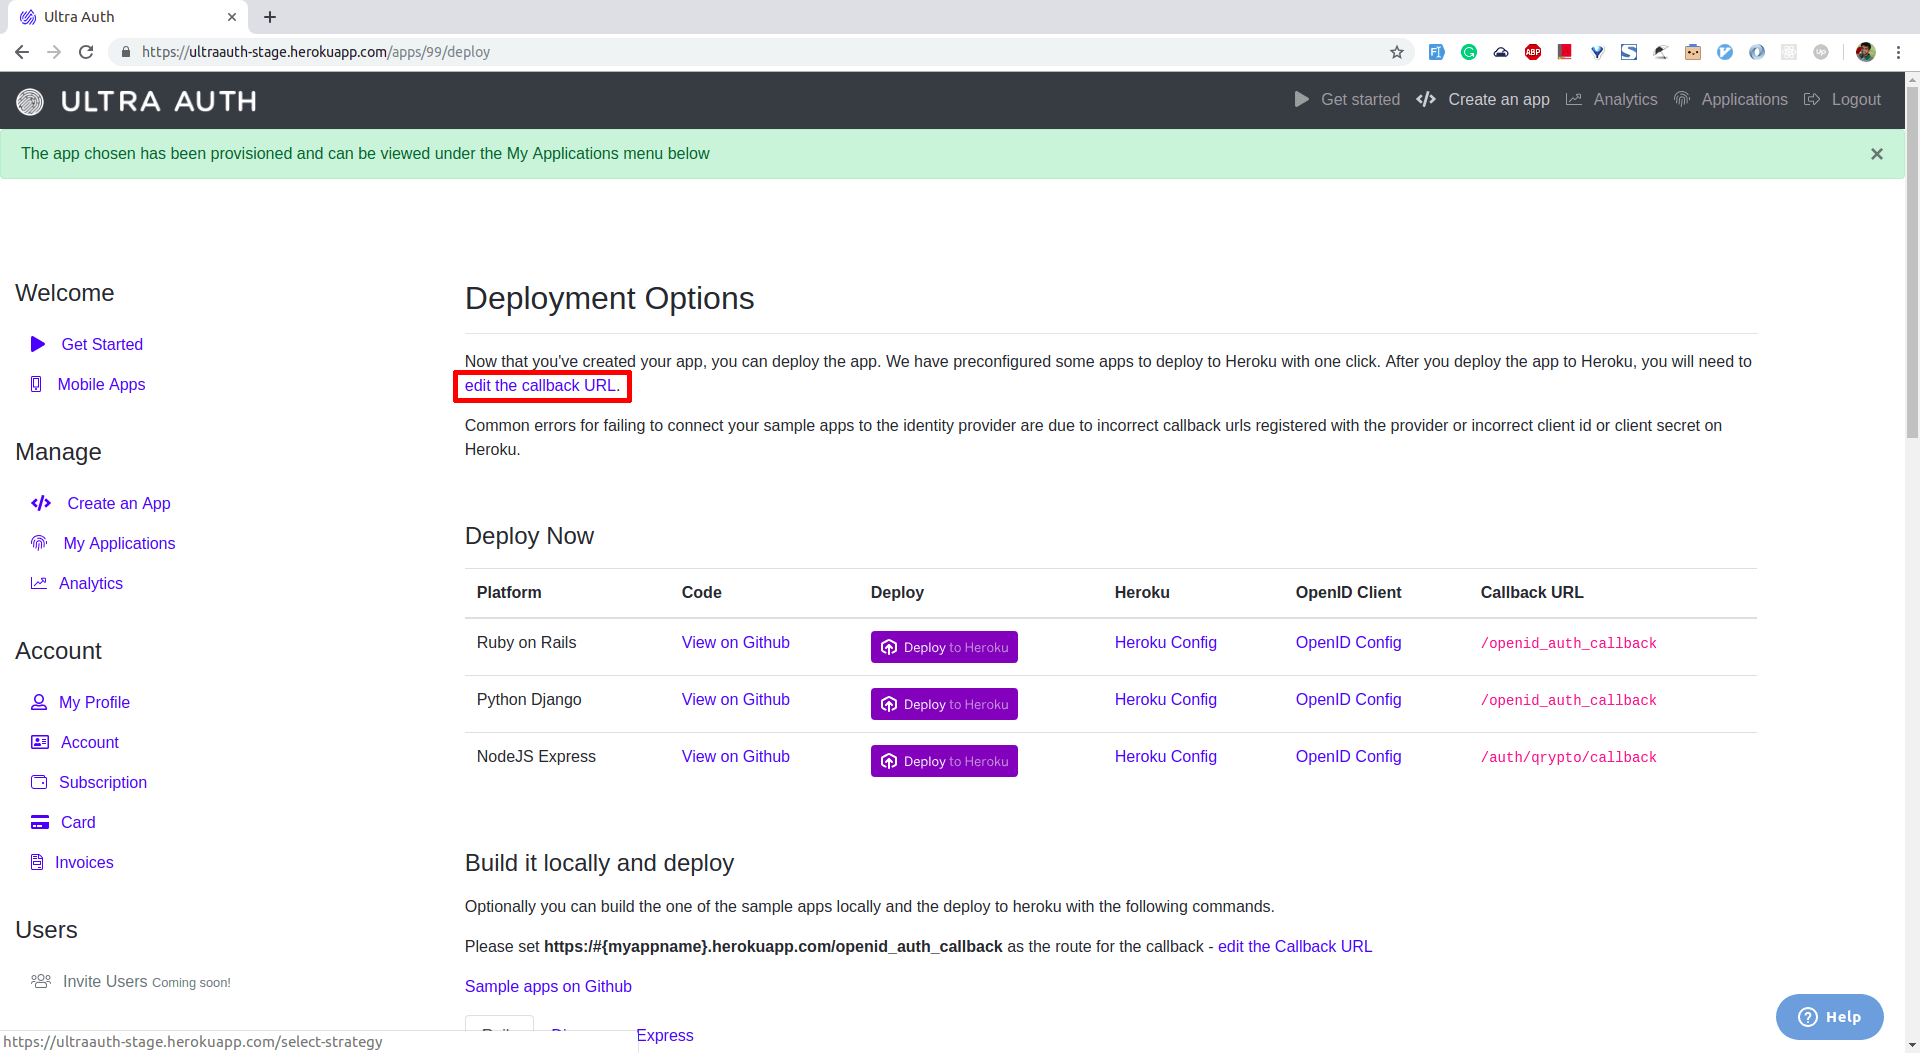 Ultra Auth
https://ultraauth-stage.herokuapp.com/apps/99/deploy
ULTRA AUTH
Get started
Create an app
Analytics
Applications
Logout
The app chosen has been provisioned and can be viewed under the My Applications menu below
Welcome
Get Started
Mobile Apps
Manage
Create an App
My Applications
Analytics
Account
My Profile
Account
Subscription
Card
Invoices
Users
Invite Users Coming soon!
Deployment Options
Now that you've created your app, you can deploy the app. We have preconfigured some apps to deploy to Heroku with one click. After you deploy the app to Heroku, you will need to
edit the callback URL.
Common errors for failing to connect your sample apps to the identity provider are due to incorrect callback urls registered with the provider or incorrect client id or client secret on
Heroku.
Deploy Now
Platform Code Deploy Heroku OpenID Client Callback URL
Ruby on Rails View on Github Deploy to Heroku Heroku Config OpenID Config /openid_auth_callback
Python Django View on Github Deploy to Heroku Heroku Config OpenID Config /openid_auth_callback
NodeJS Express View on Github Deploy to Heroku Heroku Config OpenID Config /auth/qrypto/callback
Build it locally and deploy
Optionally you can build the one of the sample apps locally and the deploy to heroku with the following commands.
Please set https:/#{myappname}.herokuapp.com/openid_auth_callback as the route for the callback - edit the Callback URL
Sample apps on Github
Express
Help
https://ultraauth-stage.herokuapp.com/select-strategy